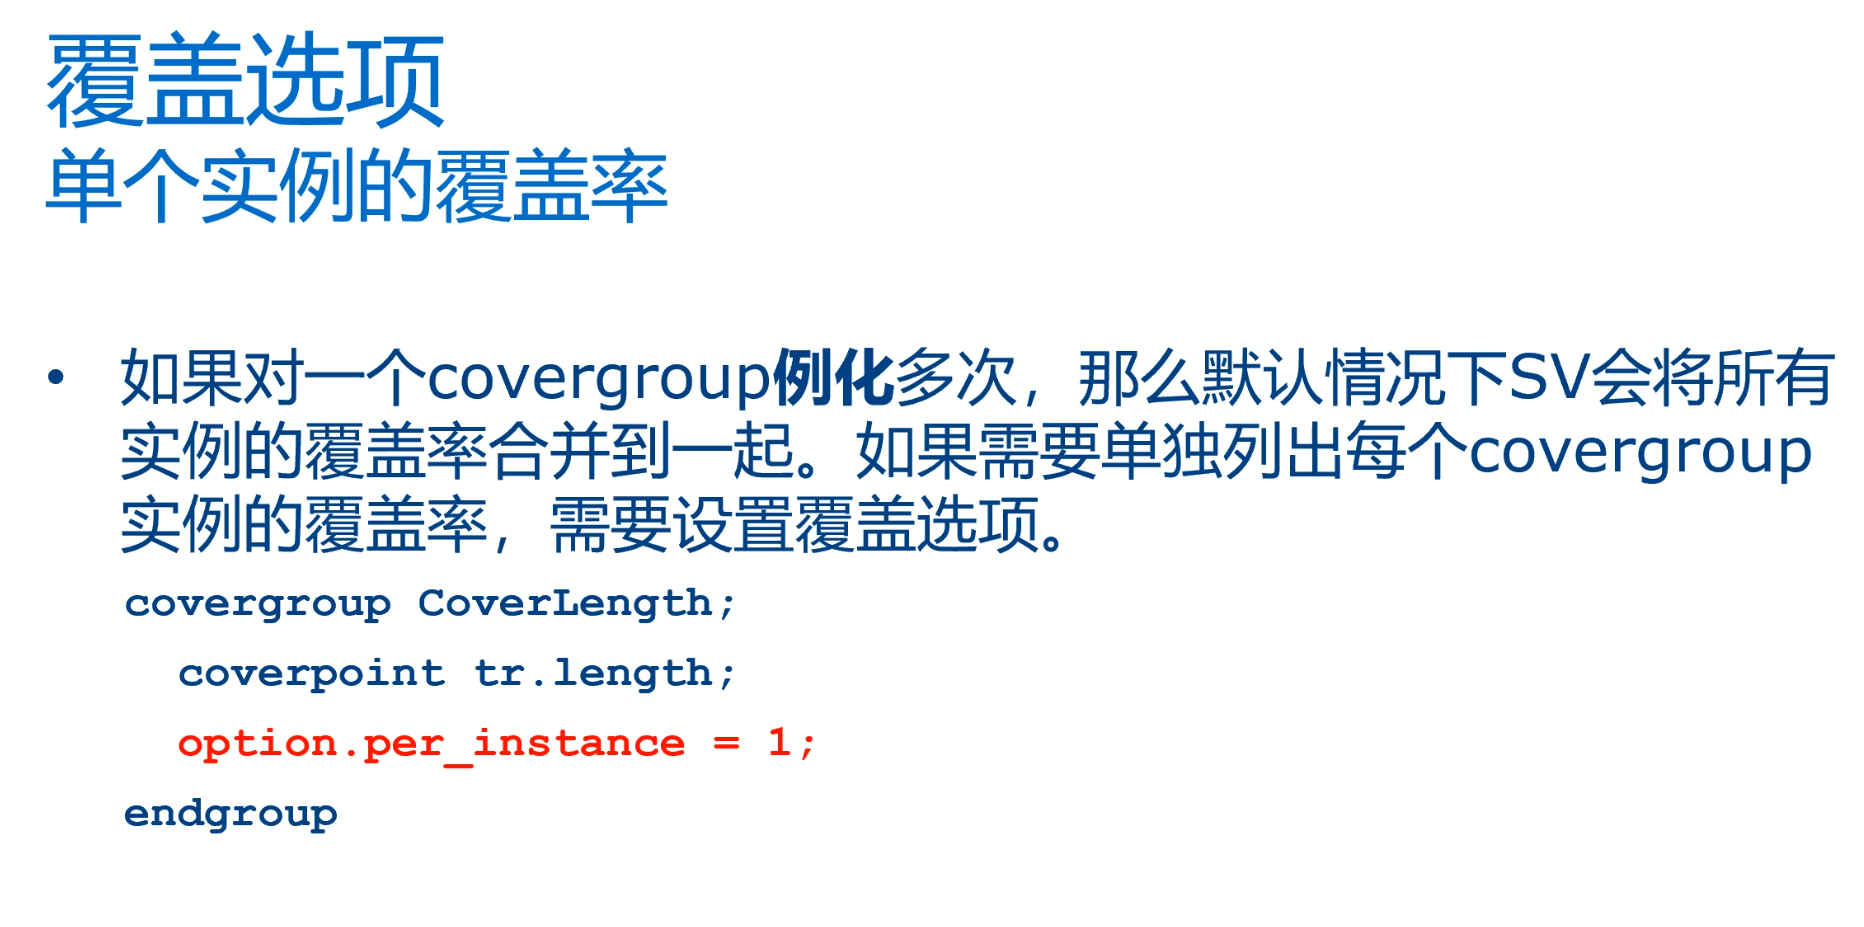 覆盖选项
单个实例的覆盖率
• 如果对一个covergroup例化多次，那么默认情况下SV会将所有
实例的覆盖率合并到一起。如果需要单独列出每个covergroup
实例的覆盖率，需要设置覆盖选项。
covergroup CoverLength;
  coverpoint tr.length;
  option.per_instance = 1;
endgroup